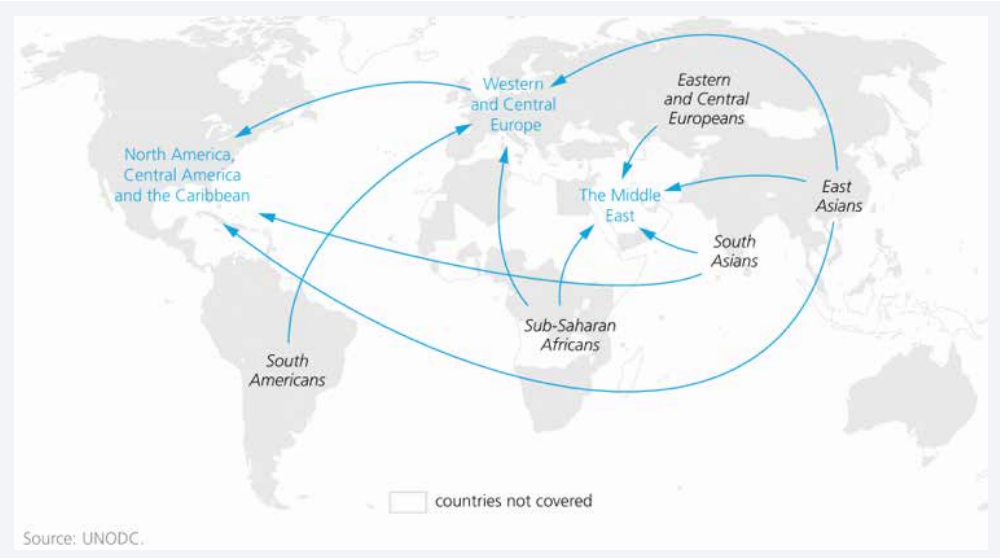 Western
and Central
Europe
Eastern
and Central
Europeans
North America,
Central America
and the Caribbean
The Middle
East
East
Asians
South
Asians
Sub-Saharan
Africans
South
Americans
countries not covered
Source: UNODC.